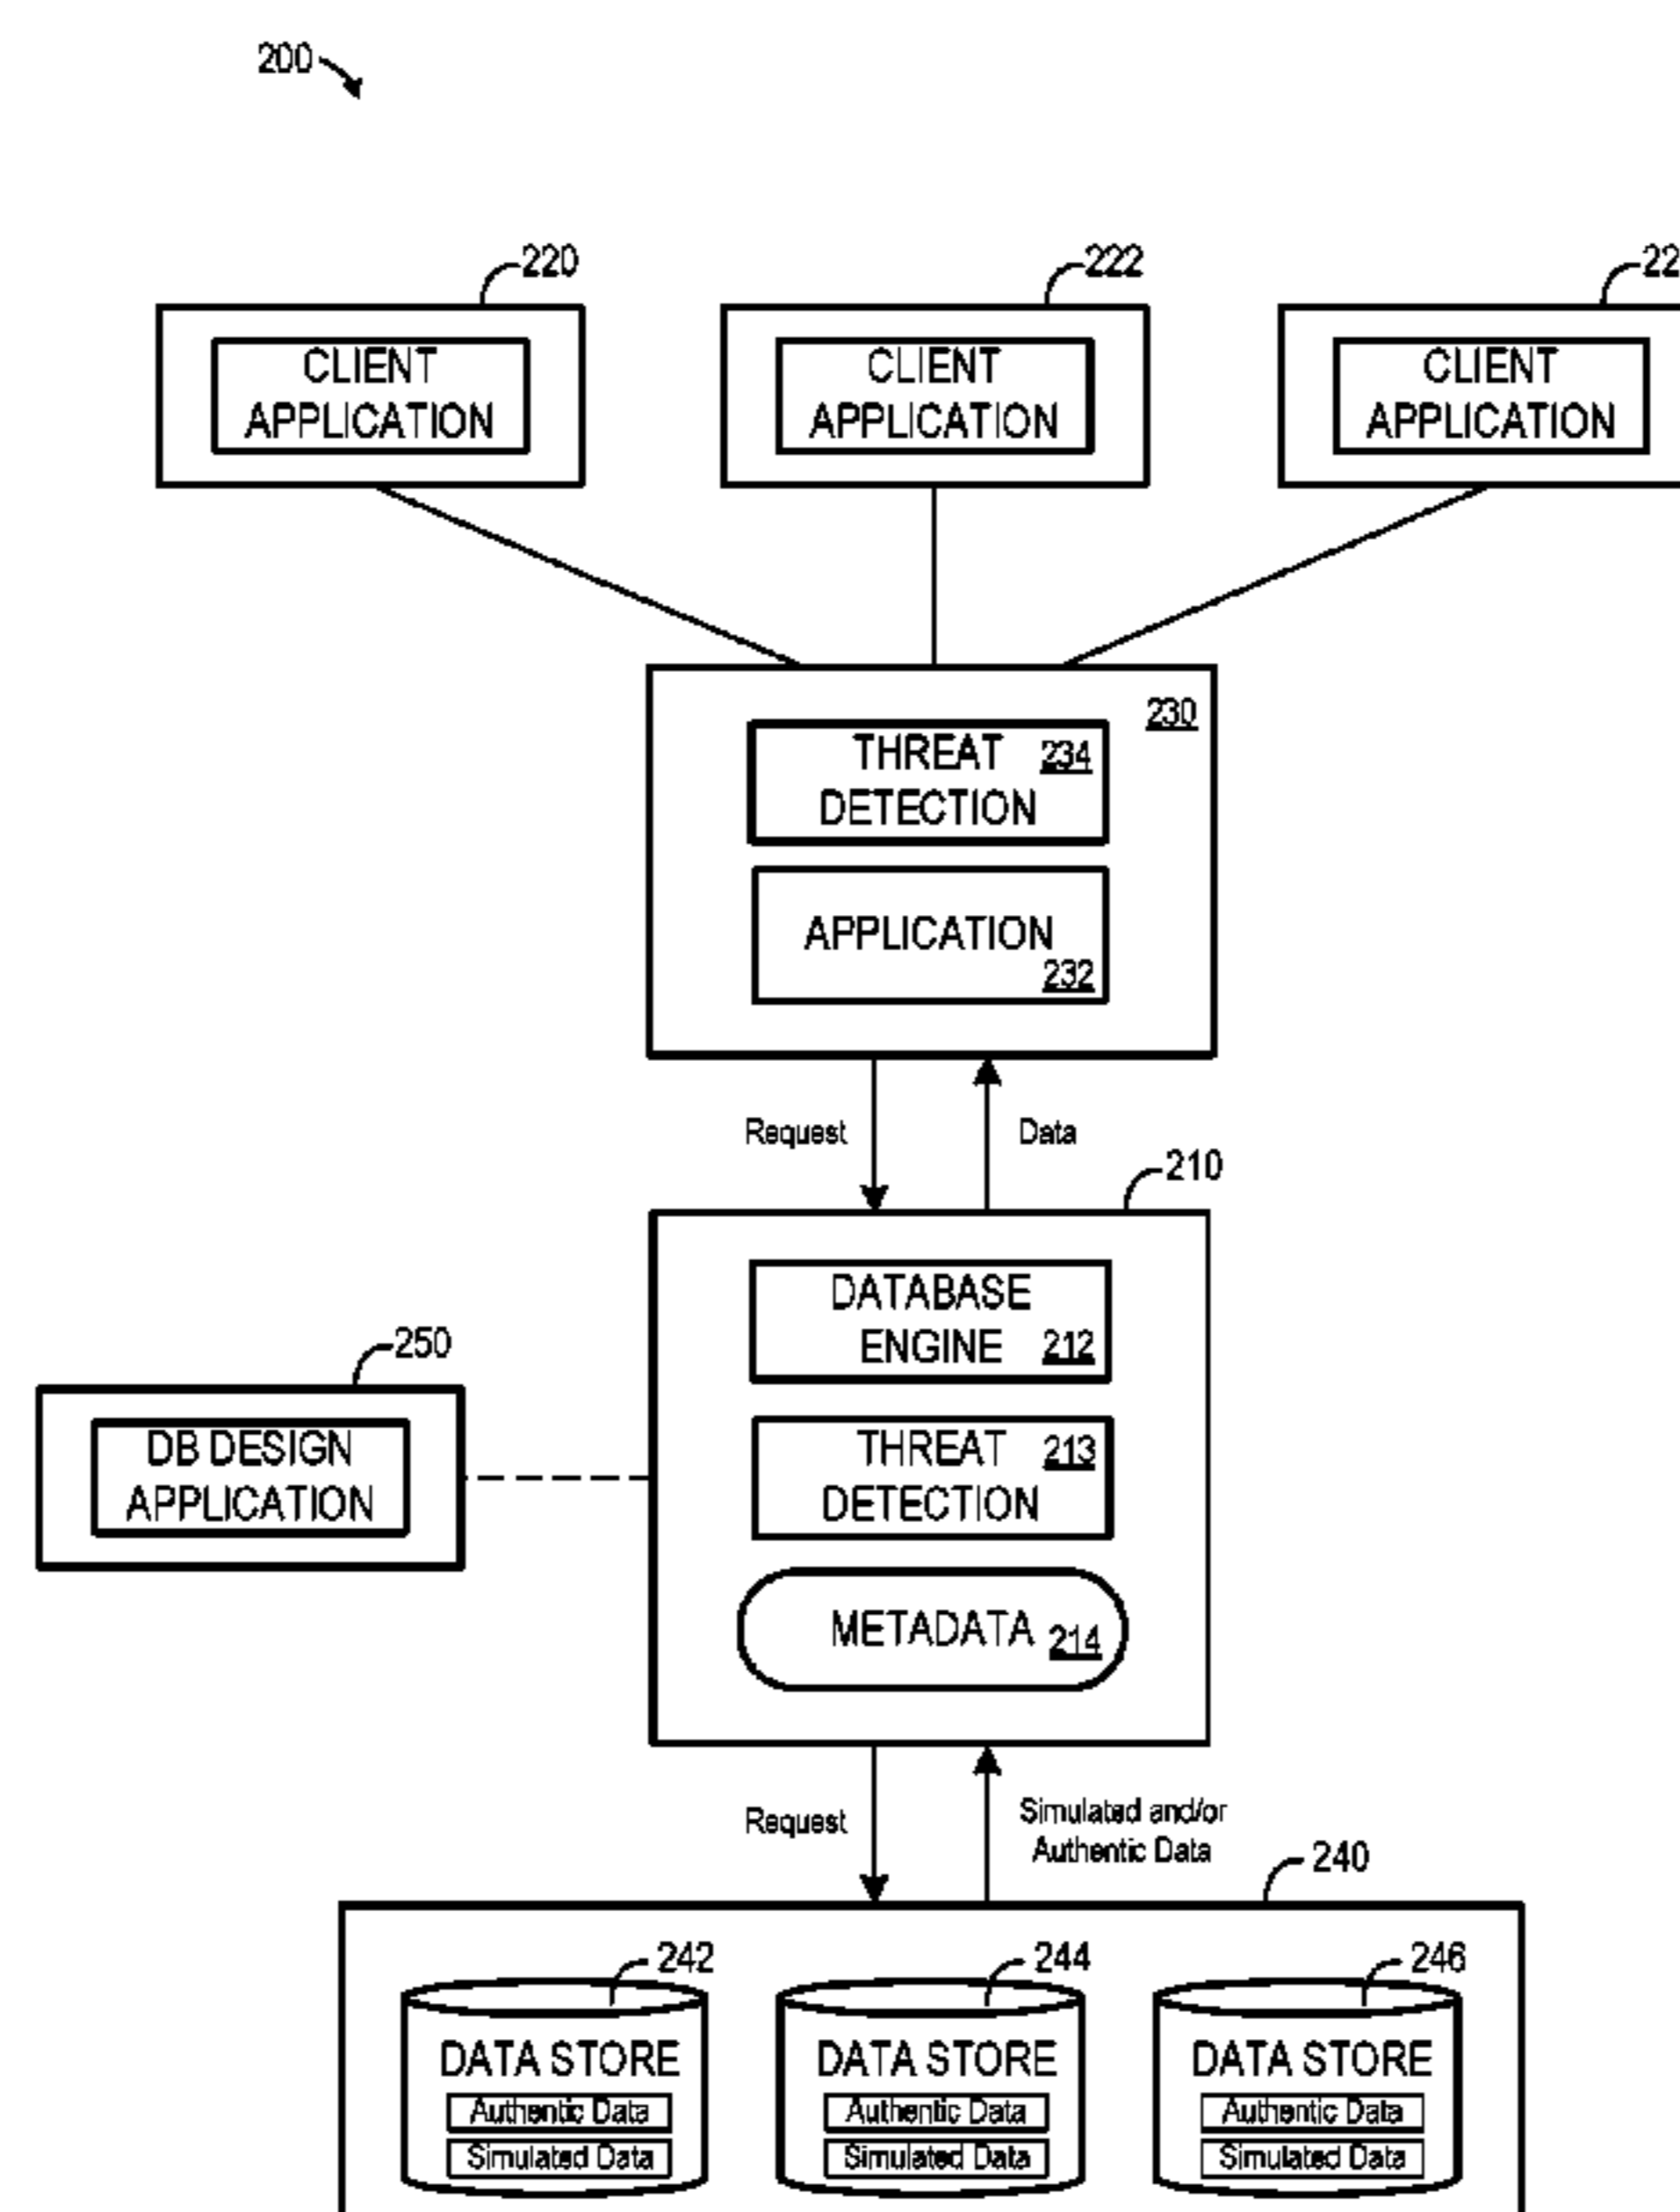 200
220
222
22
CLIENT
APPLICATION
CLIENT
APPLICATION
CLIENT
APPLICATION
230
THREAT 234
DETECTION
APPLICATION
232
Request
Data
210
DATABASE
ENGINE 212
250
DB DESIGN
APPLICATION
THREAT 213
DETECTION
METADATA 214
Request
Simulated and/or
Authentic Data
240
242
244
246
DATA STORE
Authentic Data
Simulated Data
DATA STORE
Authentic Data
Simulated Data
DATA STORE
Authentic Data
Simulated Data